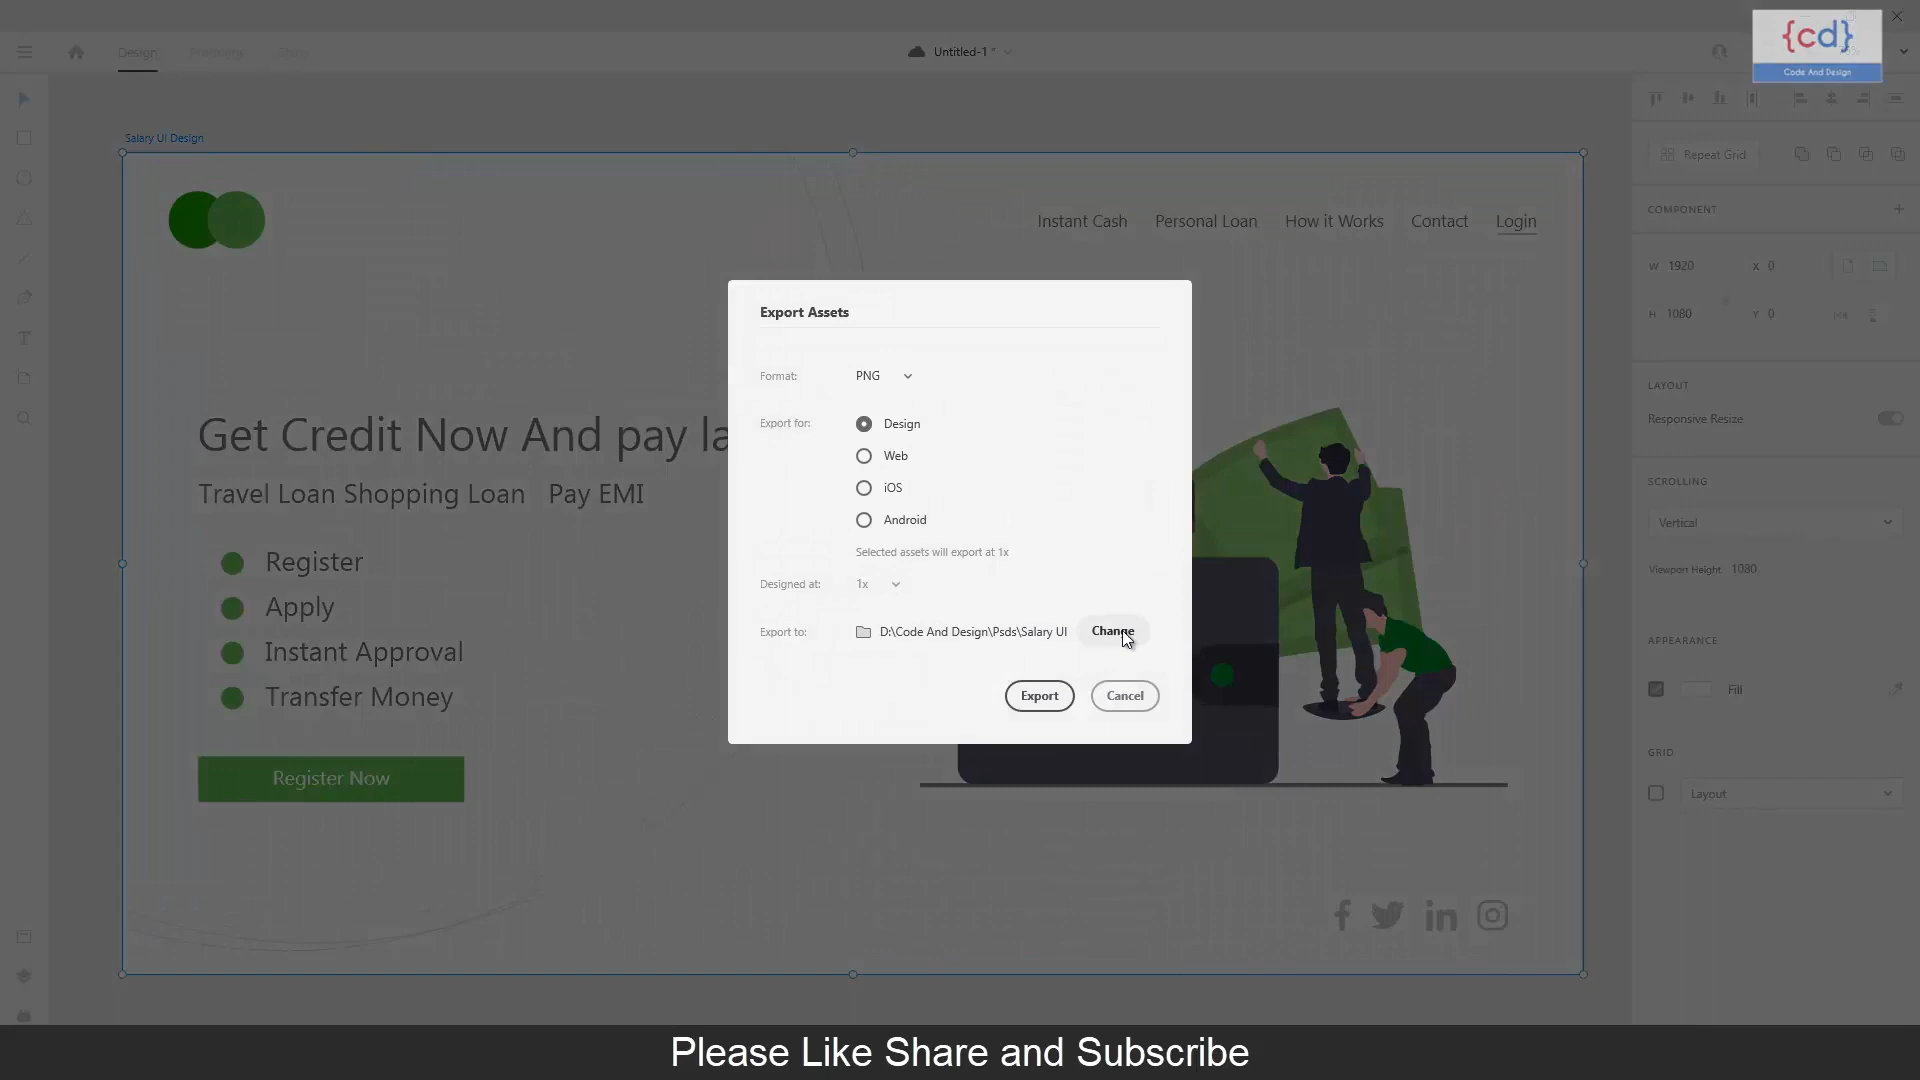 {cd}
Code And Design
Design
Untitled-1 *
Salary UI Design
Repeat Grid
COMPONENT
W 1920 X 0
H 1080 Y 0
LAYOUT
Responsive Resize
SCROLLING
Vertical
Viewport Height 1080
APPEARANCE
Fill
GRID
Layout
Instant Cash Personal Loan How it Works Contact Login
Get Credit Now And pay la
Travel Loan Shopping Loan Pay EMI
Register
Apply
Instant Approval
Transfer Money
Register Now
Export Assets
Format: PNG
Export for: Design
Web
iOS
Android
Selected assets will export at 1x
Designed at: 1x
Export to: D:\Code And Design\Psds\Salary UI Change
Export Cancel
Please Like Share and Subscribe